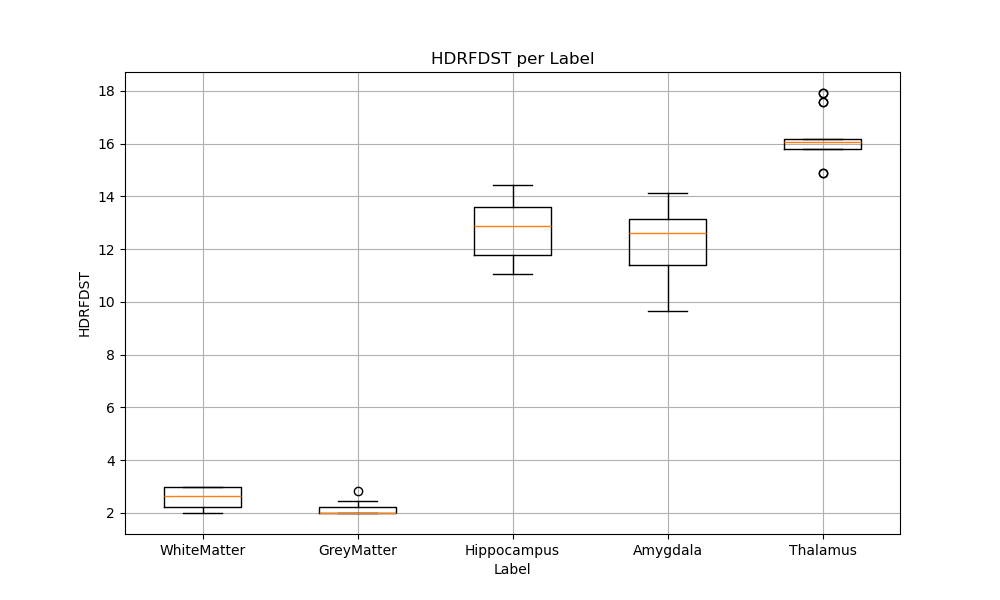 HDRFDST per Label
HDRFDST
18
16
14
12
10
8
6
4
2
WhiteMatter
GreyMatter
Hippocampus
Amygdala
Thalamus
Label